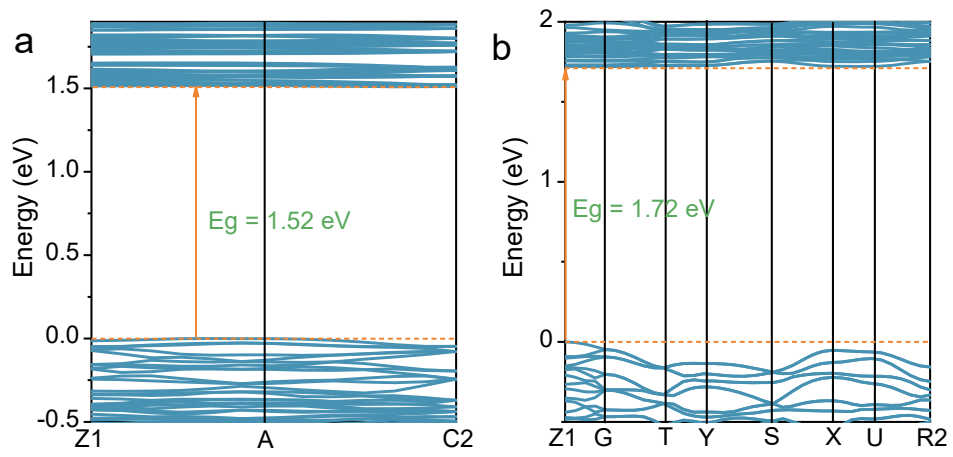 a
Energy (eV)
1.5
1.0
0.5
0.0
-0.5
Eg = 1.52 eV
Z1 A C2
b
Energy (eV)
2
1
0
Eg = 1.72 eV
Z1 G T Y S X U R2